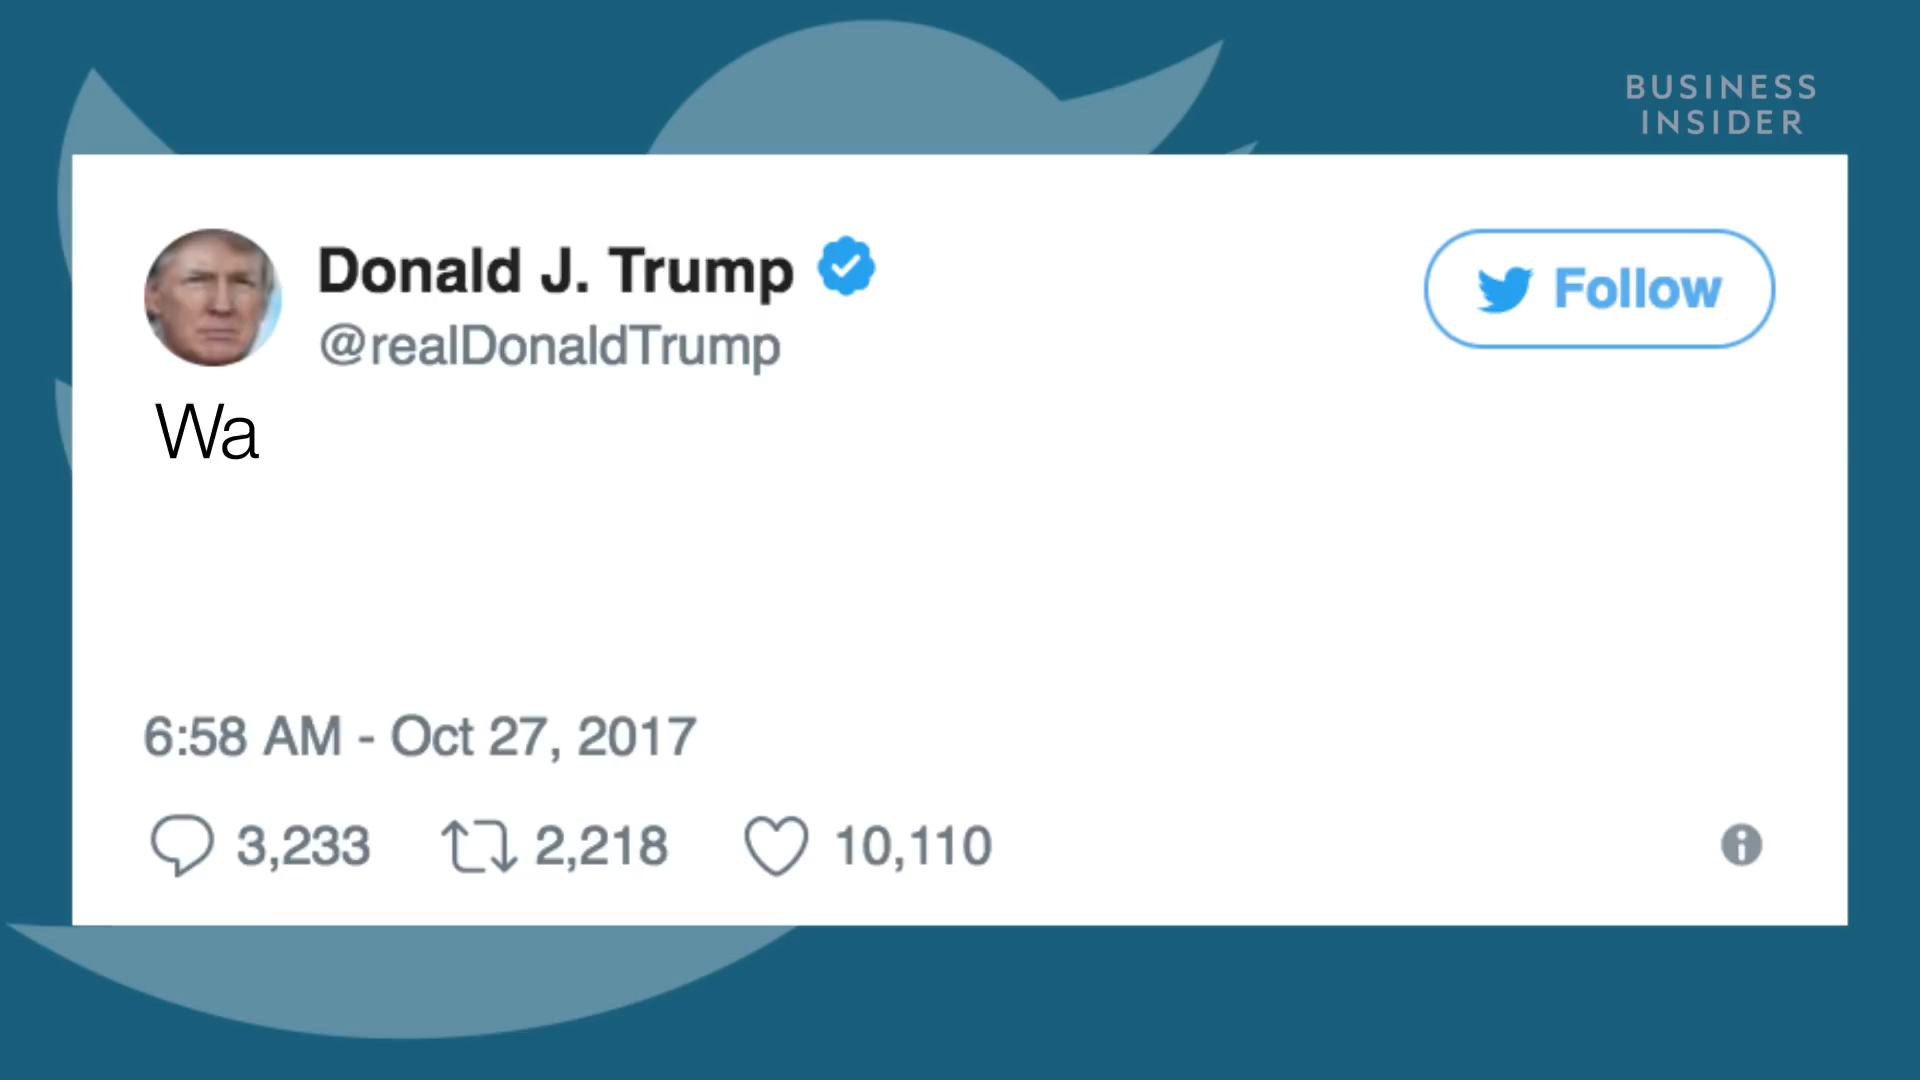 BUSINESS
INSIDER
Donald J. Trump
Follow
@realDonaldTrump
Wa
6:58 AM - Oct 27, 2017
3,233 2,218 10,110